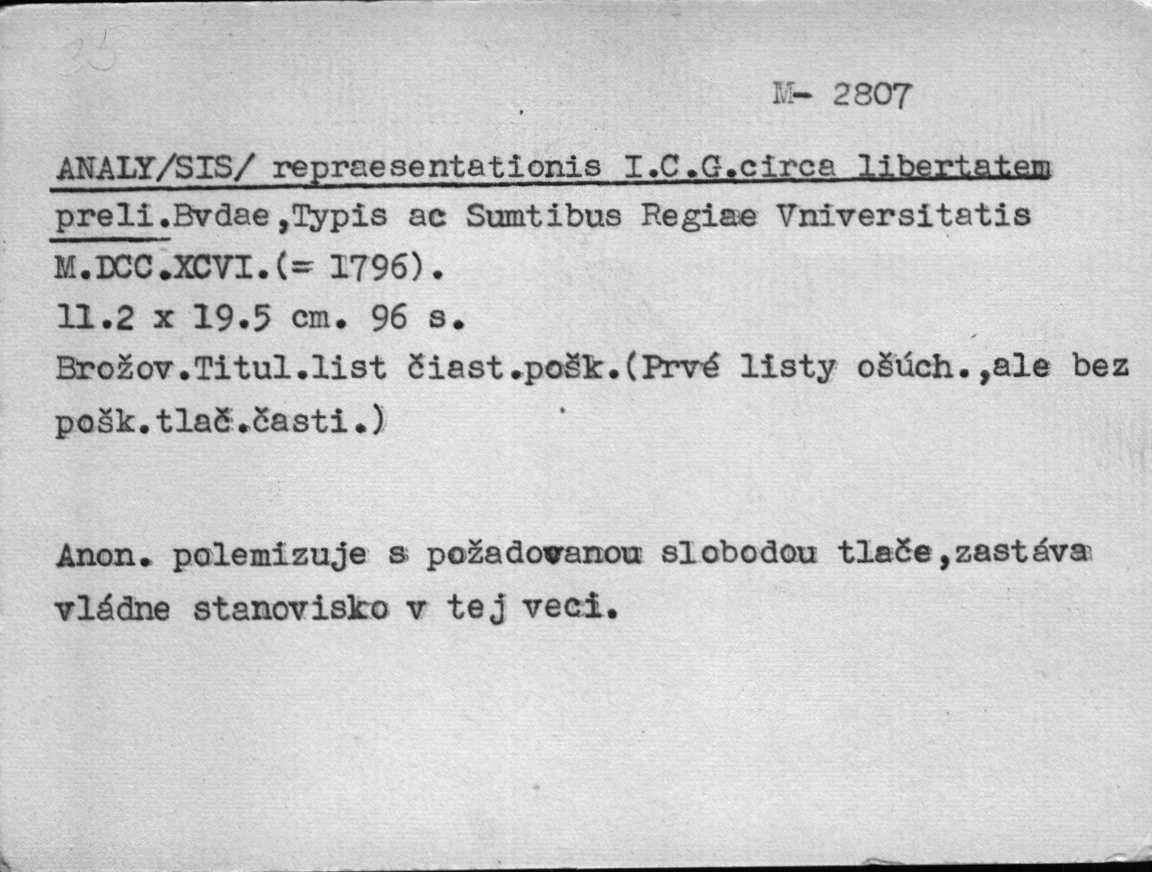 35
M- 2807
ANALY/SIS/ repraesentationis I.C.G.circa libertatem
preli.Bvdae,Typis ac Sumtibus Regiae Vniversitatis
M.DCC.XCVI.(= 1796).
11.2 x 19.5 cm. 96 s.
Brožov.Titul.list čiast.pošk.(Prvé listy ošúch.,ale bez
pošk.tlač.časti.)
Anon. polemizuje s požadovanou slobodou tlače,zastáva
vládne stanovisko v tej veci.